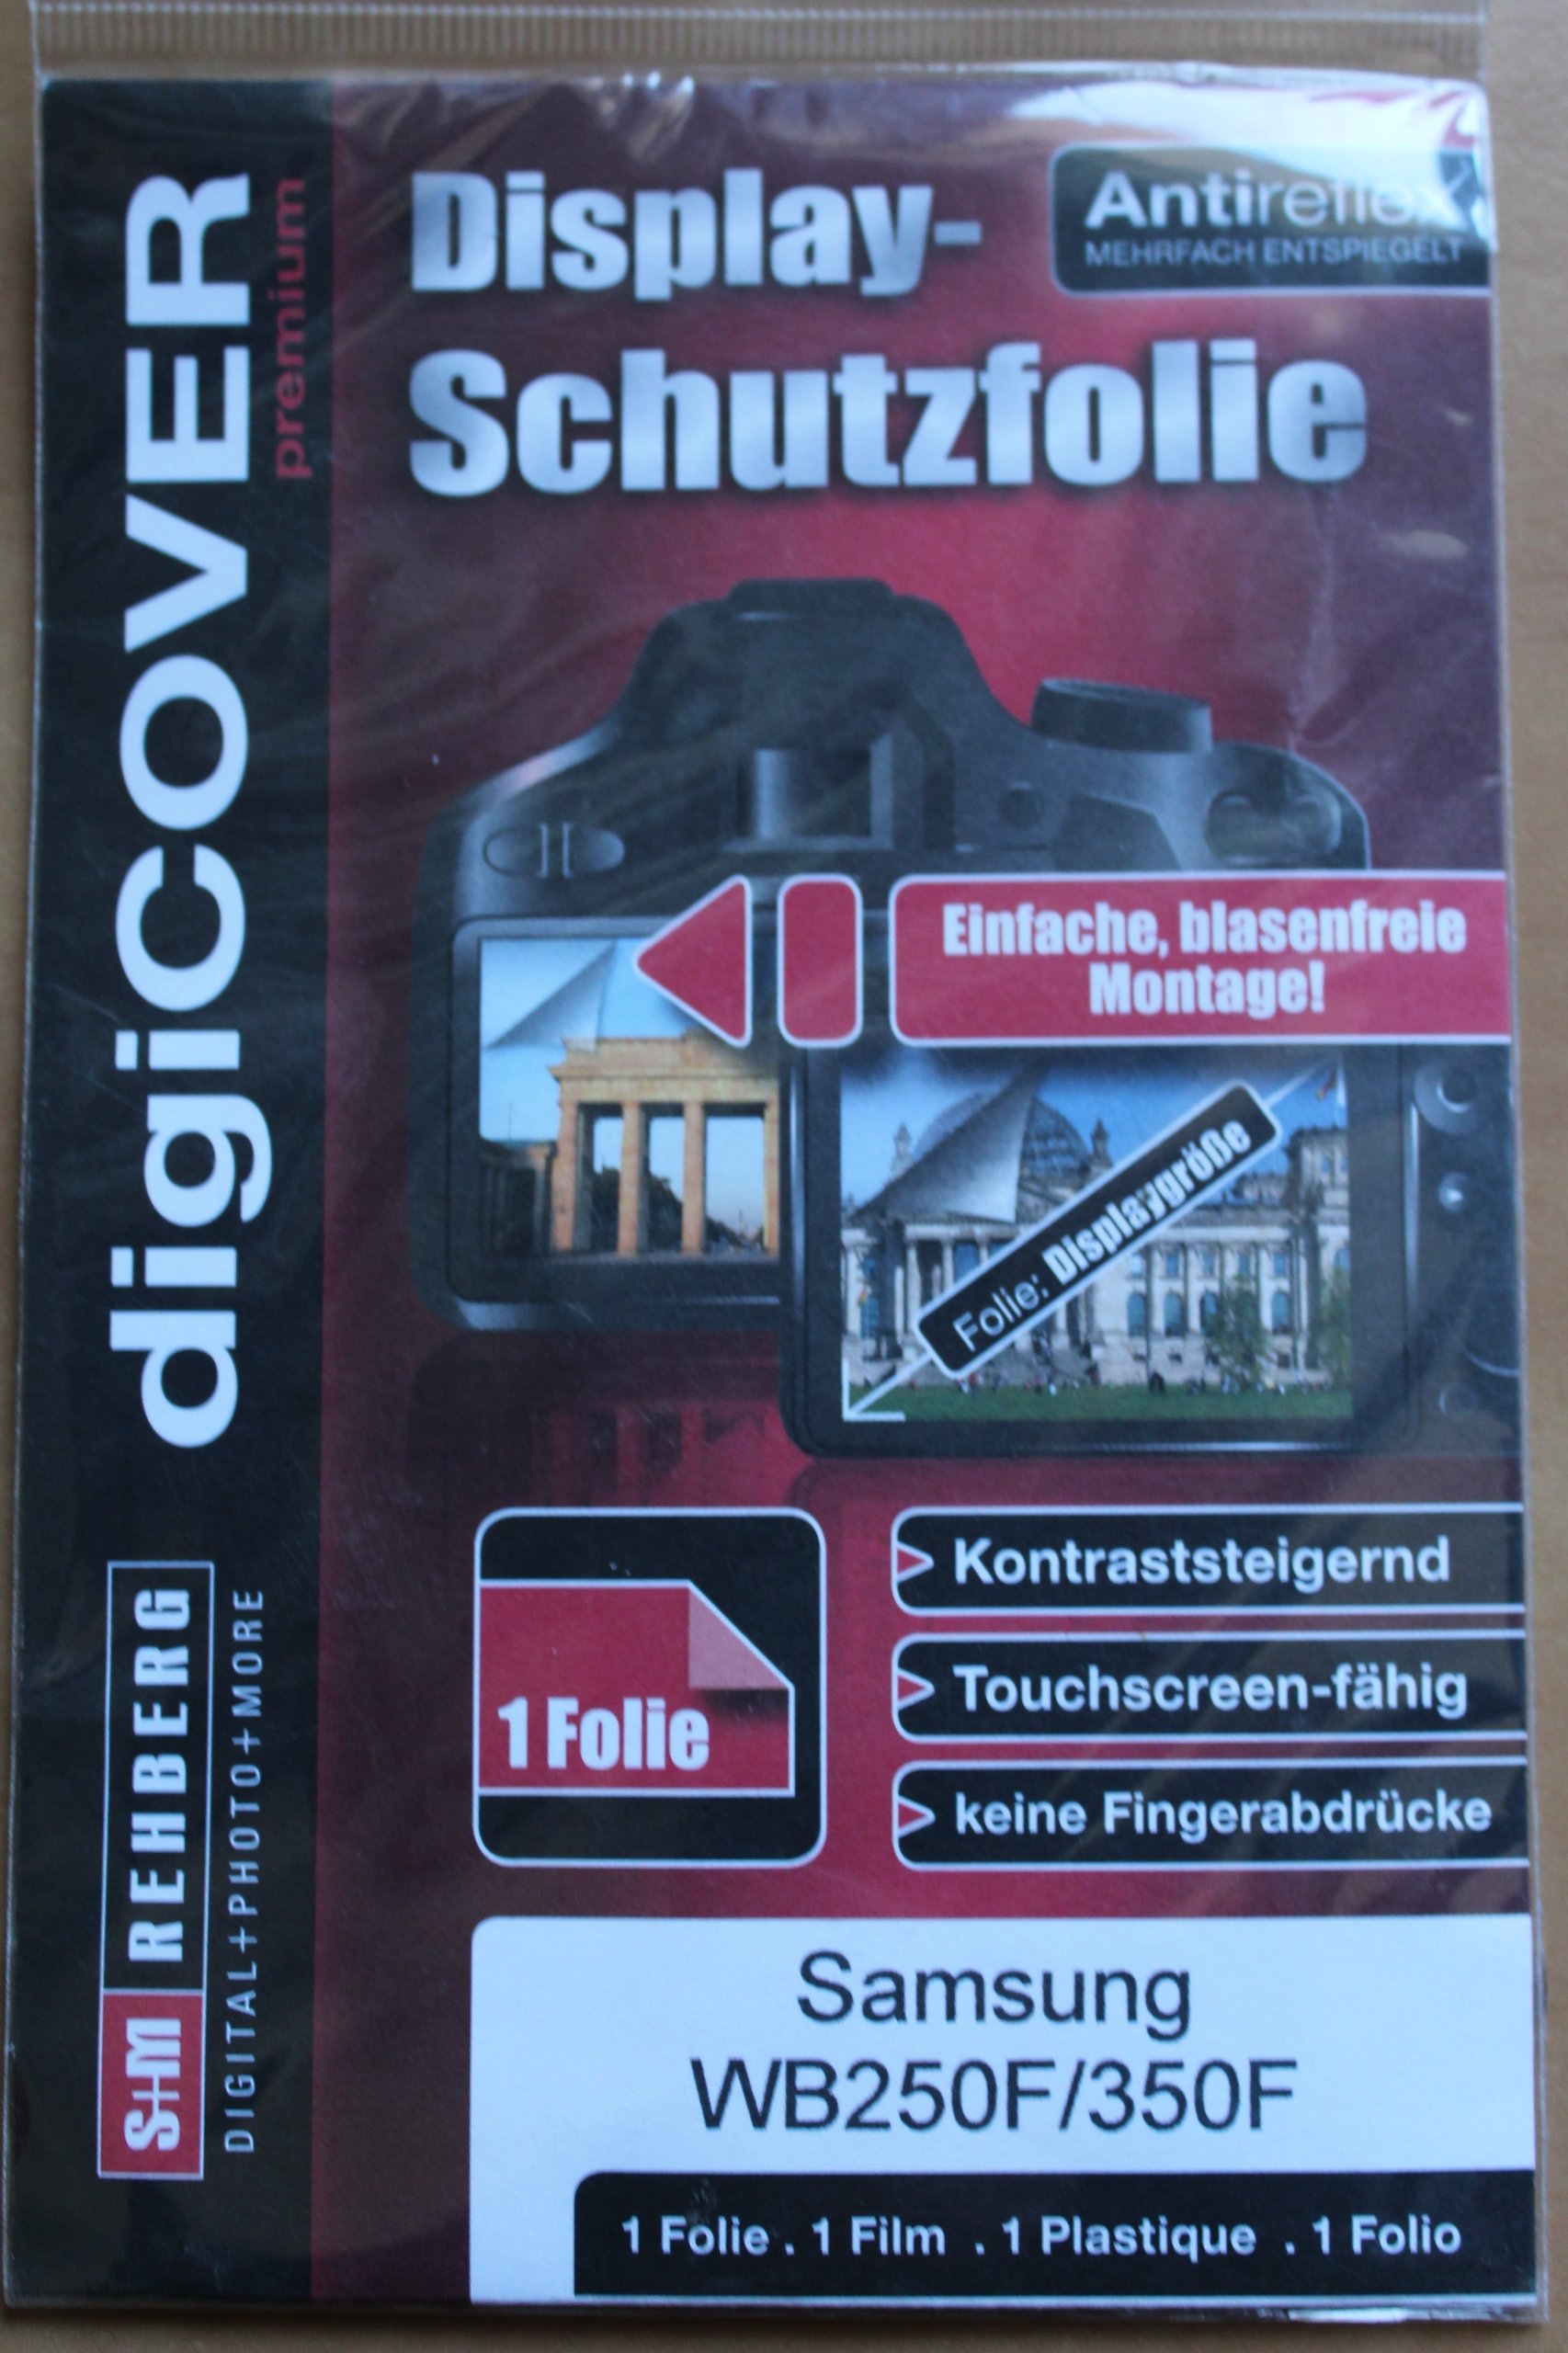 digiCOVER
premium
S+M REHBERG
DIGITAL+PHOTO+MORE
Display-
Schutzfolie
Antireflex
MEHRFACH ENTSPIEGELT
Einfache, blasenfreie
Montage!
Folie: Displaygröße
1 Folie
Kontraststeigernd
Touchscreen-fähig
keine Fingerabdrücke
Samsung
WB250F/350F
1 Folie . 1 Film . 1 Plastique . 1 Folio